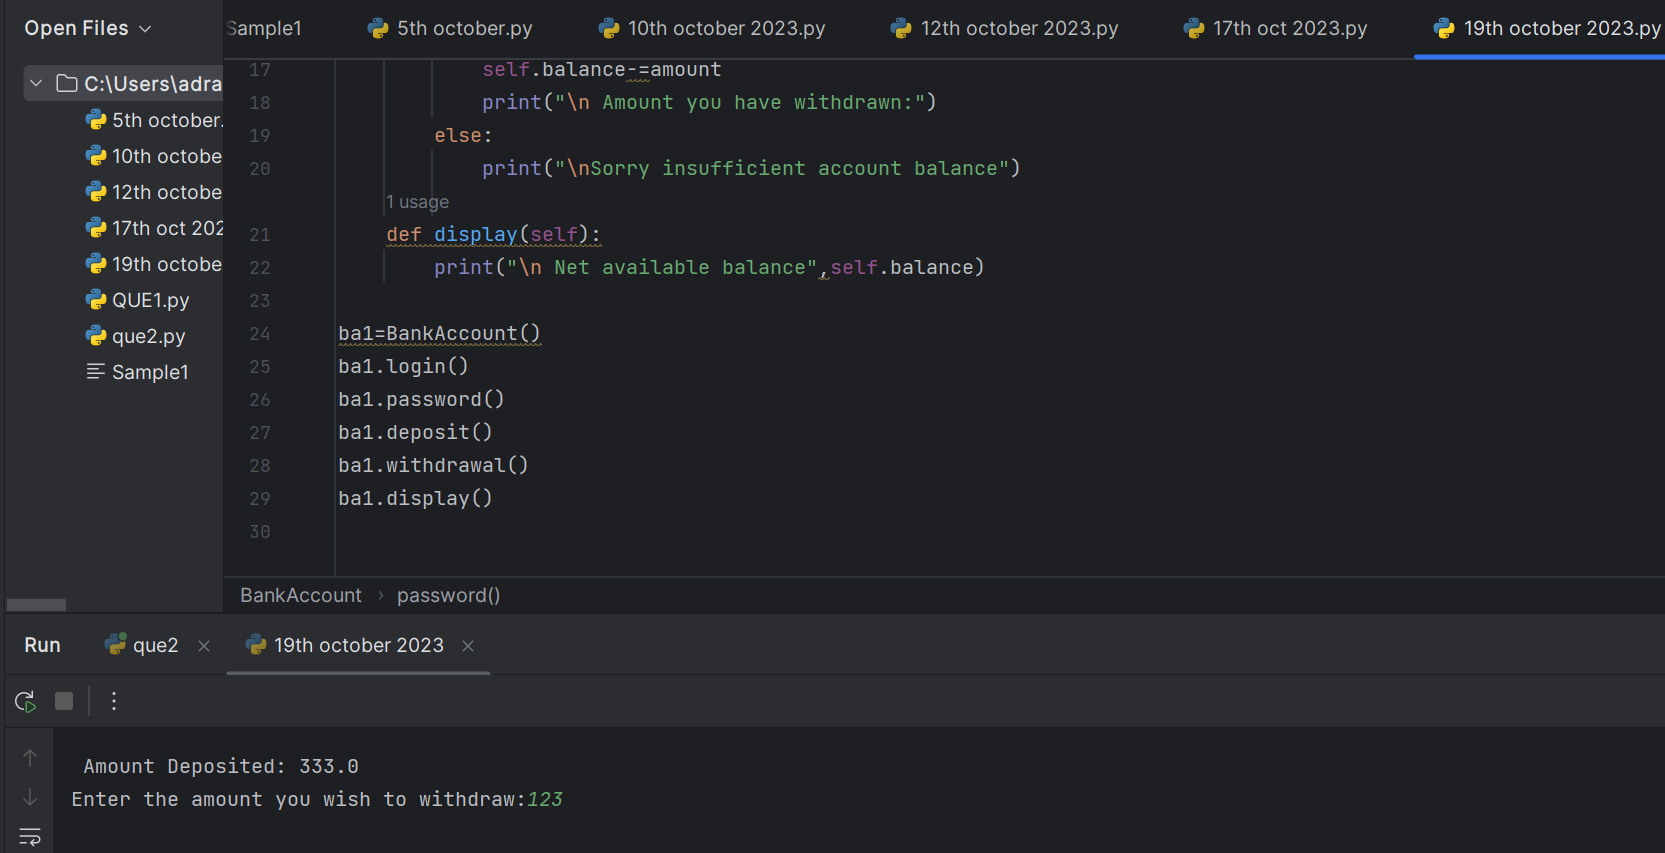 Open Files
Sample1
5th october.py
10th october 2023.py
12th october 2023.py
17th oct 2023.py
19th october 2023.py
C:\Users\adra
5th october.
10th octobe
12th octobe
17th oct 202
19th octobe
QUE1.py
que2.py
Sample1
17 self.balance-=amount
18 print("\n Amount you have withdrawn:")
19 else:
20 print("\nSorry insufficient account balance")
1 usage
21 def display(self):
22 print("\n Net available balance",self.balance)
23
24 ba1=BankAccount()
25 ba1.login()
26 ba1.password()
27 ba1.deposit()
28 ba1.withdrawal()
29 ba1.display()
30
BankAccount › password()
Run
que2
19th october 2023
Amount Deposited: 333.0
Enter the amount you wish to withdraw:123